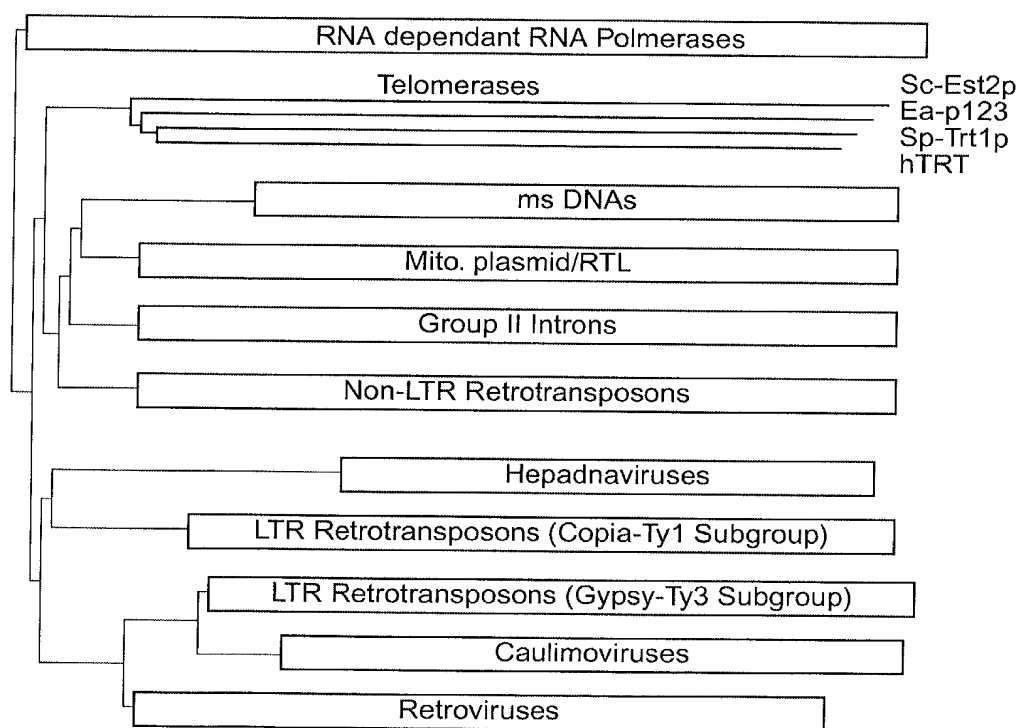 RNA dependant RNA Polmerases
Telomerases
Sc-Est2p
Ea-p123
Sp-Trt1p
hTRT
ms DNAs
Mito. plasmid/RTL
Group II Introns
Non-LTR Retrotransposons
Hepadnaviruses
LTR Retrotransposons (Copia-Ty1 Subgroup)
LTR Retrotransposons (Gypsy-Ty3 Subgroup)
Caulimoviruses
Retroviruses